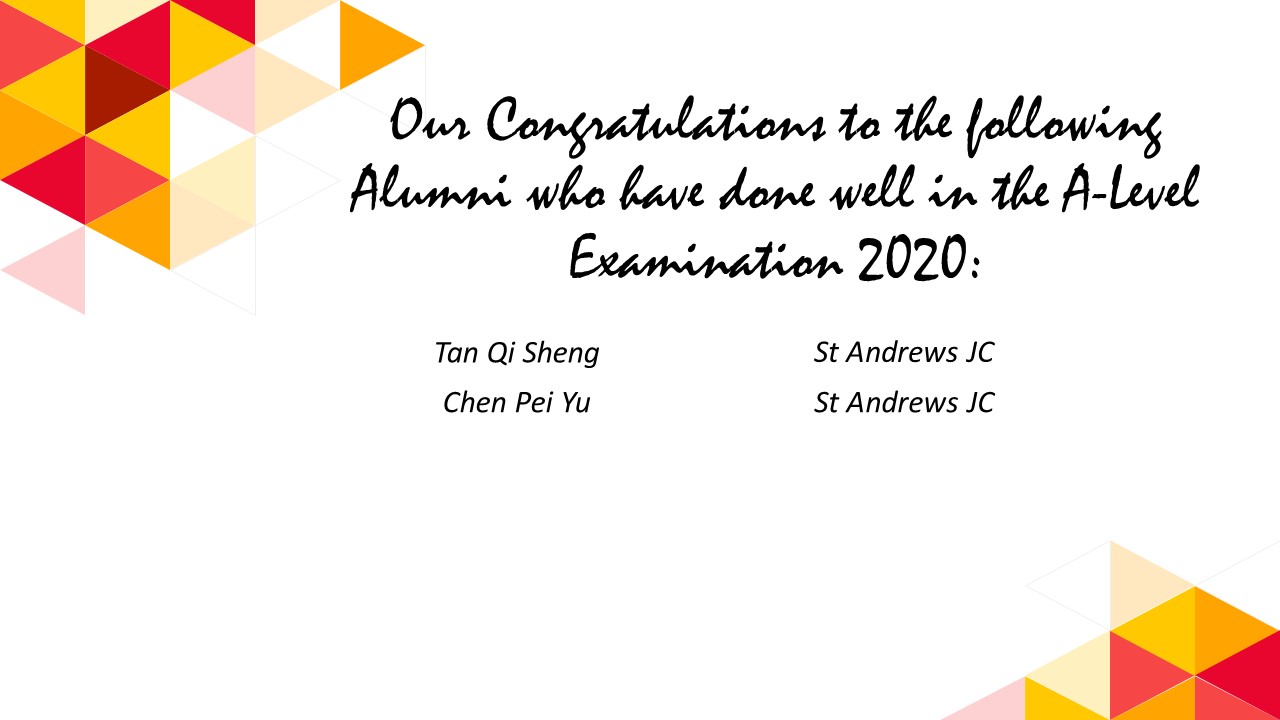 Our Congratulations to the following
Alumni who have done well in the A-Level
Examination 2020:
Tan Qi Sheng St Andrews JC
Chen Pei Yu St Andrews JC